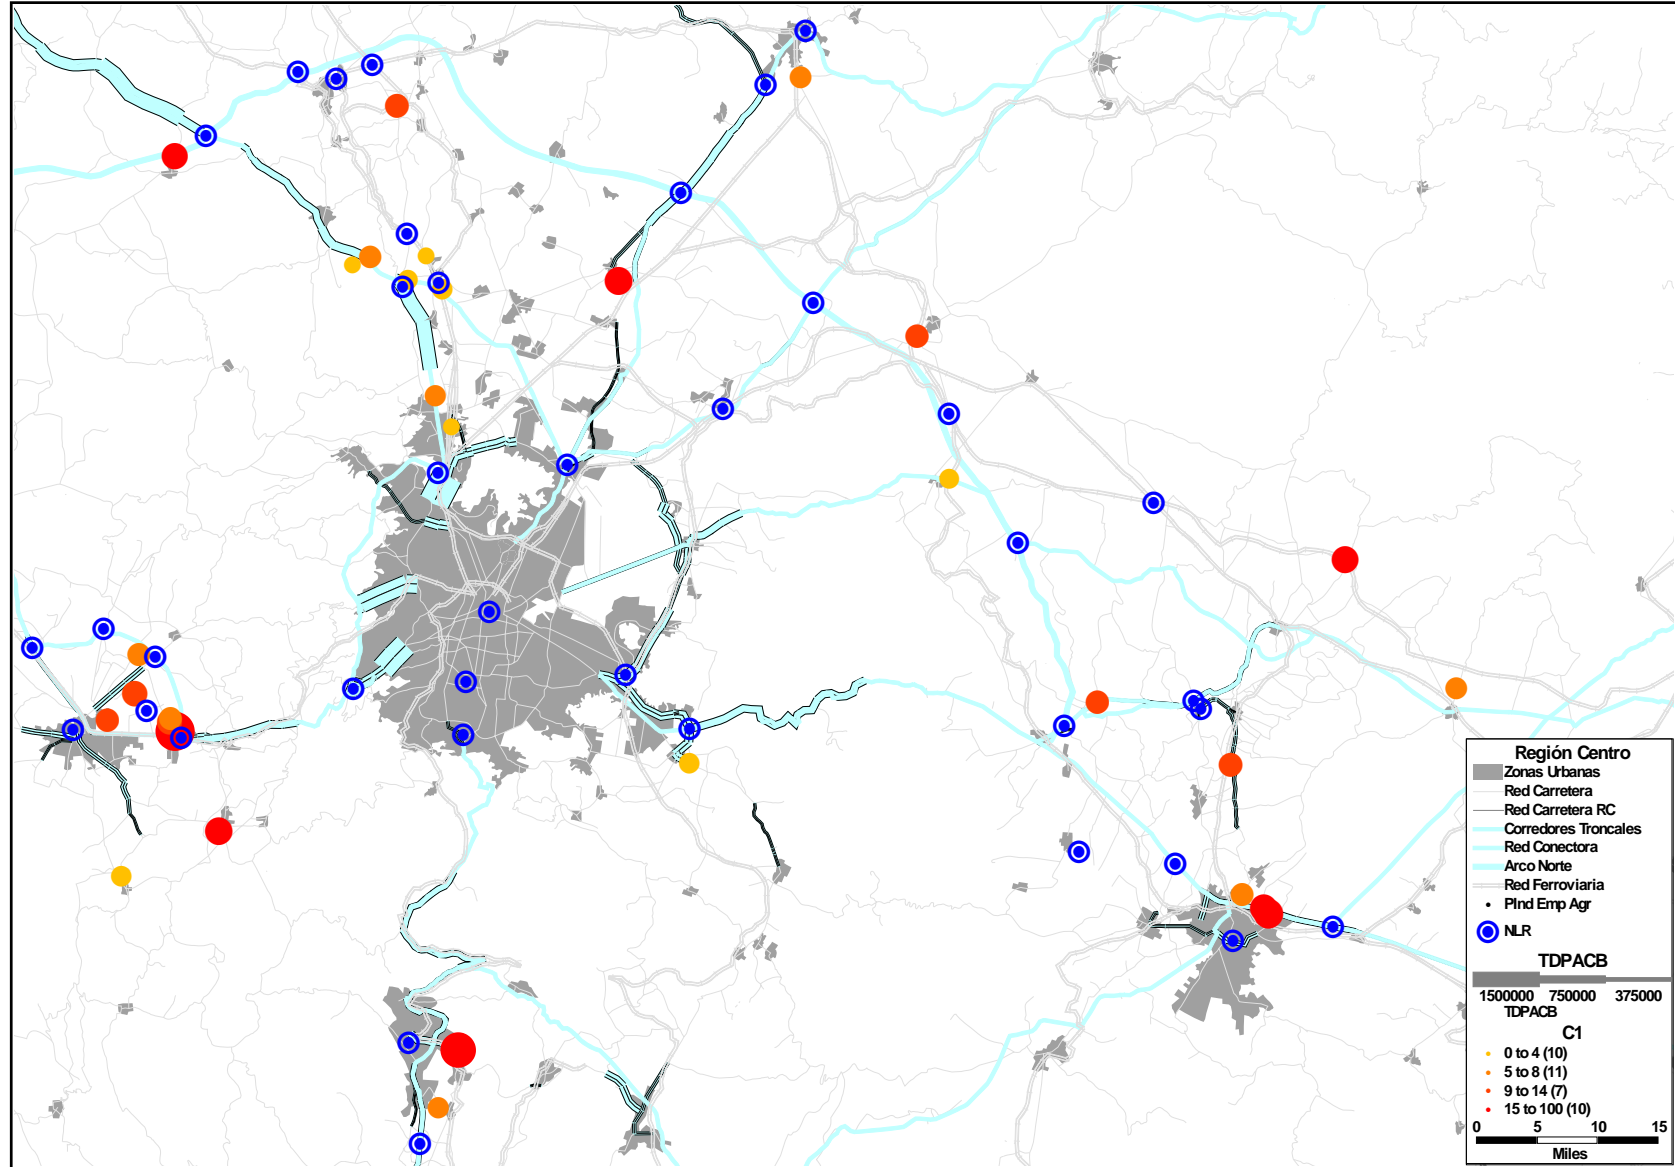 Región Centro
Zonas Urbanas
Red Carretera
Red Carretera RC
Corredores Troncales
Red Conectora
Arco Norte
Red Ferroviaria
PInd Emp Agr
NLR
TDPACB
1500000 750000 375000
TDPACB
C1
0 to 4 (10)
5 to 8 (11)
9 to 14 (7)
15 to 100 (10)
0 5 10 15
Miles